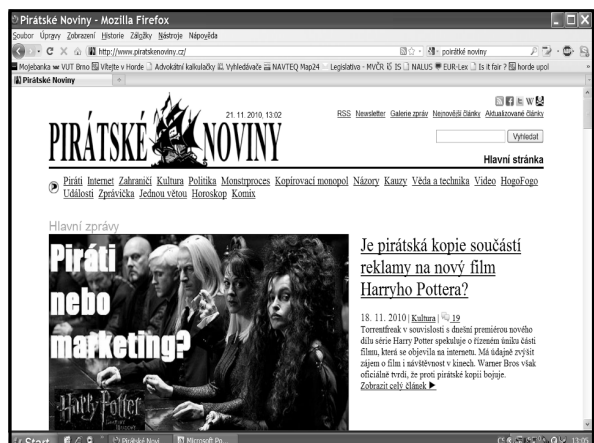 Pirátské Noviny - Mozilla Firefox
Soubor Úpravy Zobrazení Historie Záložky Nástroje Nápověda
http://www.piratskenoviny.cz/ poirátké noviny
Mojebanka VUT Brno Vítejte v Horde Advokátní kalkulačky Vyhledávače NAVTEQ Map24 Legislativa - MVČR IS NALUS EUR-Lex Is it fair ? horde upol
Pirátské Noviny
PIRÁTSKÉ NOVINY
21. 11. 2010, 13:02
RSS Newsletter Galerie zpráv Nejnovější články Aktualizované články
Vyhledat
Hlavní stránka
Piráti Internet Zahraničí Kultura Politika Monstrproces Kopírovací monopol Názory Kauzy Věda a technika Video HogoFogo
Události Zprávička Jednou větou Horoskop Komix
Hlavní zprávy
Piráti
nebo
marketing?
Harry Potter
Je pirátská kopie součástí
reklamy na nový film
Harryho Pottera?
18. 11. 2010 | Kultura | 19
Torrentfreak v souvislosti s dnešní premiérou nového
dílu série Harry Potter spekuluje o řízeném úniku části
filmu, která se objevila na internetu. Má údajně zvýšit
zájem o film i návštěvnost v kinech. Warner Bros však
oficiálně tvrdí, že proti pirátské kopii bojuje.
Zobrazit celý článek
Start Pirátské Novi... Microsoft Po... CS 13:05